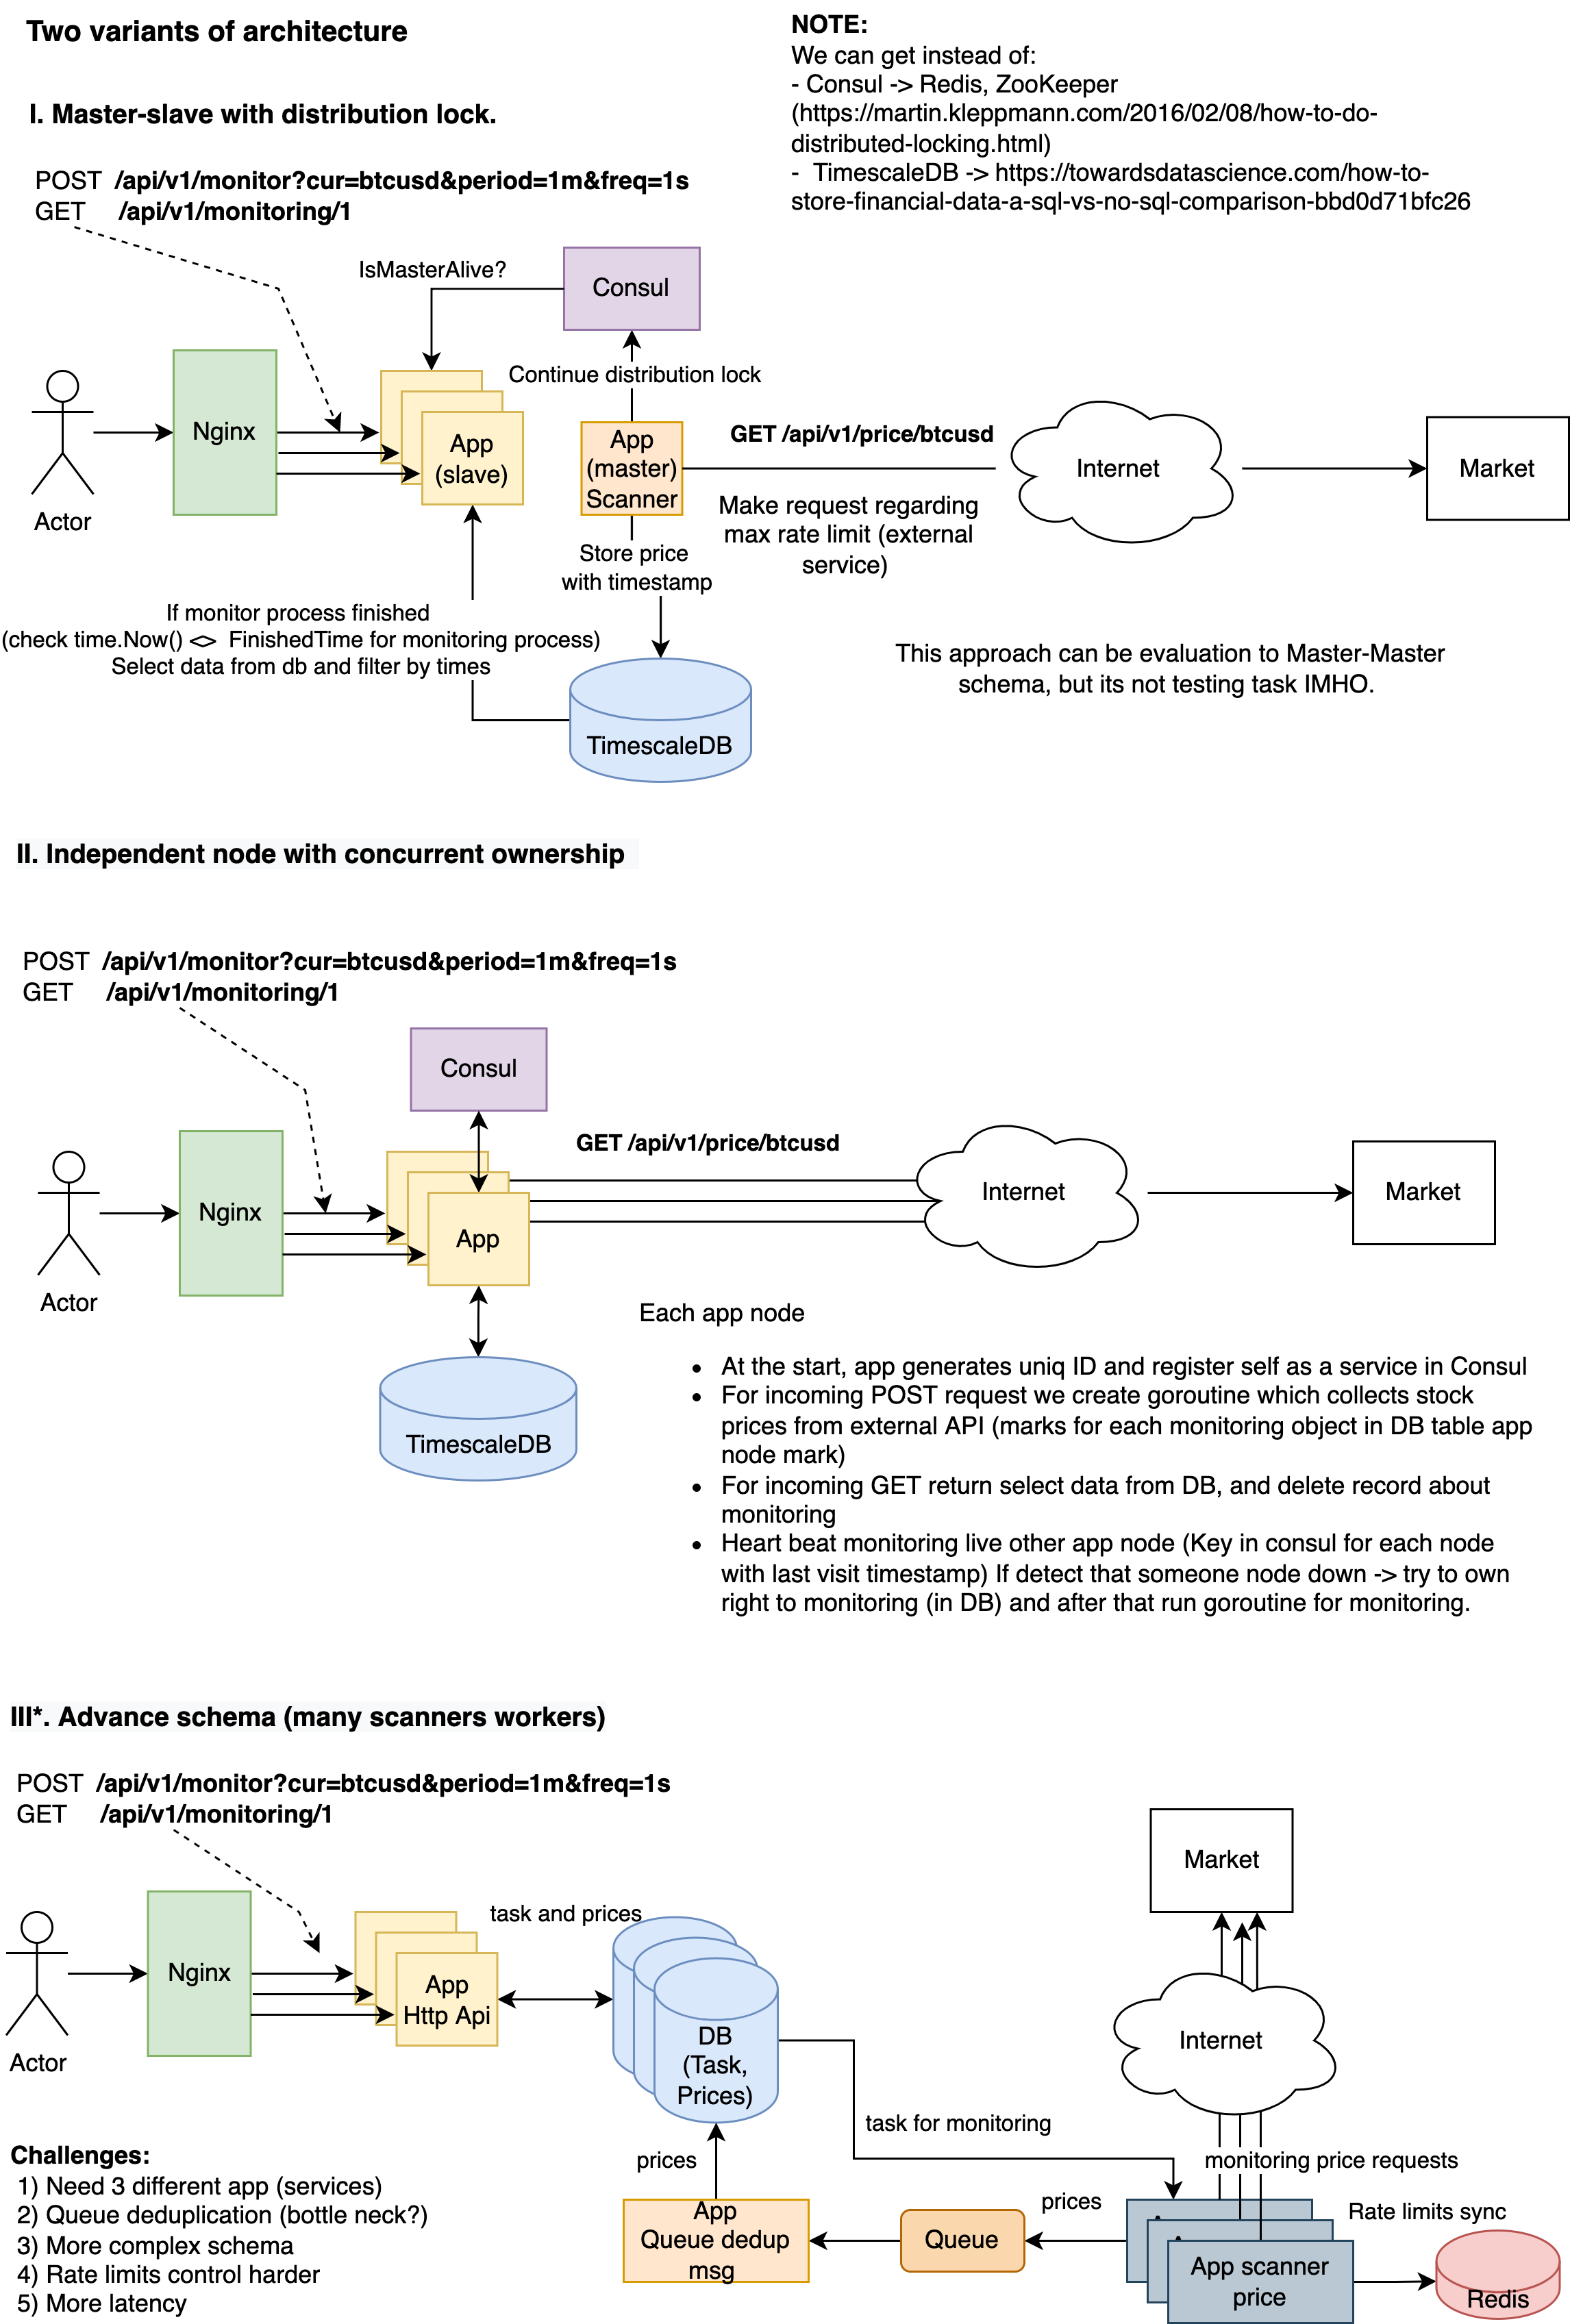 Two variants of architecture
NOTE:
We can get instead of:
- Consul -> Redis, ZooKeeper
(https://martin.kleppmann.com/2016/02/08/how-to-do-
distributed-locking.html)
- TimescaleDB -> https://towardsdatascience.com/how-to-
store-financial-data-a-sql-vs-no-sql-comparison-bbd0d71bfc26
I. Master-slave with distribution lock.
POST /api/v1/monitor?cur=btcusd&period=1m&freq=1s
GET /api/v1/monitoring/1
IsMasterAlive?
Consul
Continue distribution lock
Actor
Nginx
App
(slave)
App
(master)
Scanner
GET /api/v1/price/btcusd
Make request regarding
max rate limit (external
service)
Internet
Market
Store price
with timestamp
If monitor process finished
(check time.Now() <> FinishedTime for monitoring process)
Select data from db and filter by times
TimescaleDB
This approach can be evaluation to Master-Master
schema, but its not testing task IMHO.
II. Independent node with concurrent ownership
POST /api/v1/monitor?cur=btcusd&period=1m&freq=1s
GET /api/v1/monitoring/1
Consul
GET /api/v1/price/btcusd
Actor
Nginx
App
Internet
Market
TimescaleDB
Each app node
• At the start, app generates uniq ID and register self as a service in Consul
• For incoming POST request we create goroutine which collects stock
prices from external API (marks for each monitoring object in DB table app
node mark)
• For incoming GET return select data from DB, and delete record about
monitoring
• Heart beat monitoring live other app node (Key in consul for each node
with last visit timestamp) If detect that someone node down -> try to own
right to monitoring (in DB) and after that run goroutine for monitoring.
III*. Advance schema (many scanners workers)
POST /api/v1/monitor?cur=btcusd&period=1m&freq=1s
GET /api/v1/monitoring/1
Actor
Nginx
App
Http Api
task and prices
DB
(Task,
Prices)
Market
Internet
task for monitoring
monitoring price requests
prices
App
Queue dedup
msg
Queue
prices
App scanner
price
Rate limits sync
Redis
Challenges:
1) Need 3 different app (services)
2) Queue deduplication (bottle neck?)
3) More complex schema
4) Rate limits control harder
5) More latency